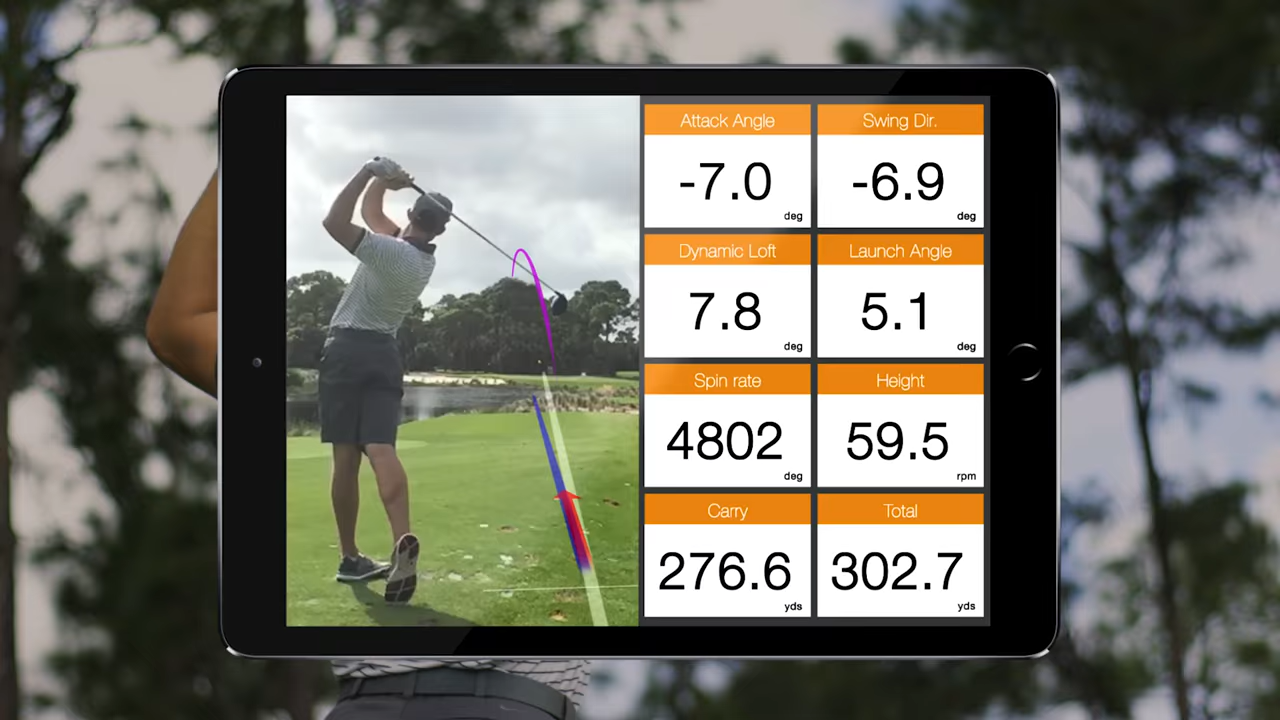 Attack Angle
-7.0
deg
Swing Dir.
-6.9
deg
Dynamic Loft
7.8
deg
Launch Angle
5.1
deg
Spin rate
4802
deg
Height
59.5
rpm
Carry
276.6
yds
Total
302.7
yds